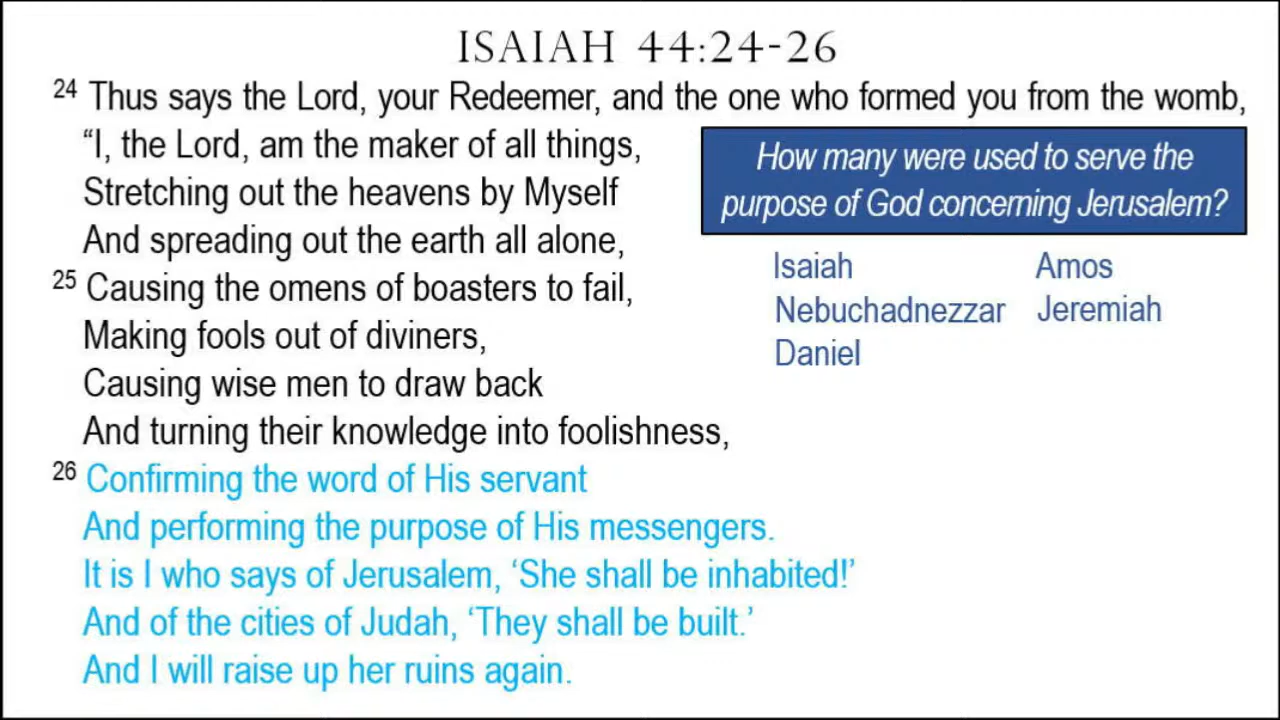 ISAIAH 44:24-26
24 Thus says the Lord, your Redeemer, and the one who formed you from the womb,
“I, the Lord, am the maker of all things,
Stretching out the heavens by Myself
And spreading out the earth all alone,
25 Causing the omens of boasters to fail,
Making fools out of diviners,
Causing wise men to draw back
And turning their knowledge into foolishness,
26 Confirming the word of His servant
And performing the purpose of His messengers.
It is I who says of Jerusalem, ‘She shall be inhabited!’
And of the cities of Judah, ‘They shall be built.’
And I will raise up her ruins again.
How many were used to serve the
purpose of God concerning Jerusalem?
Isaiah
Nebuchadnezzar
Daniel
Amos
Jeremiah